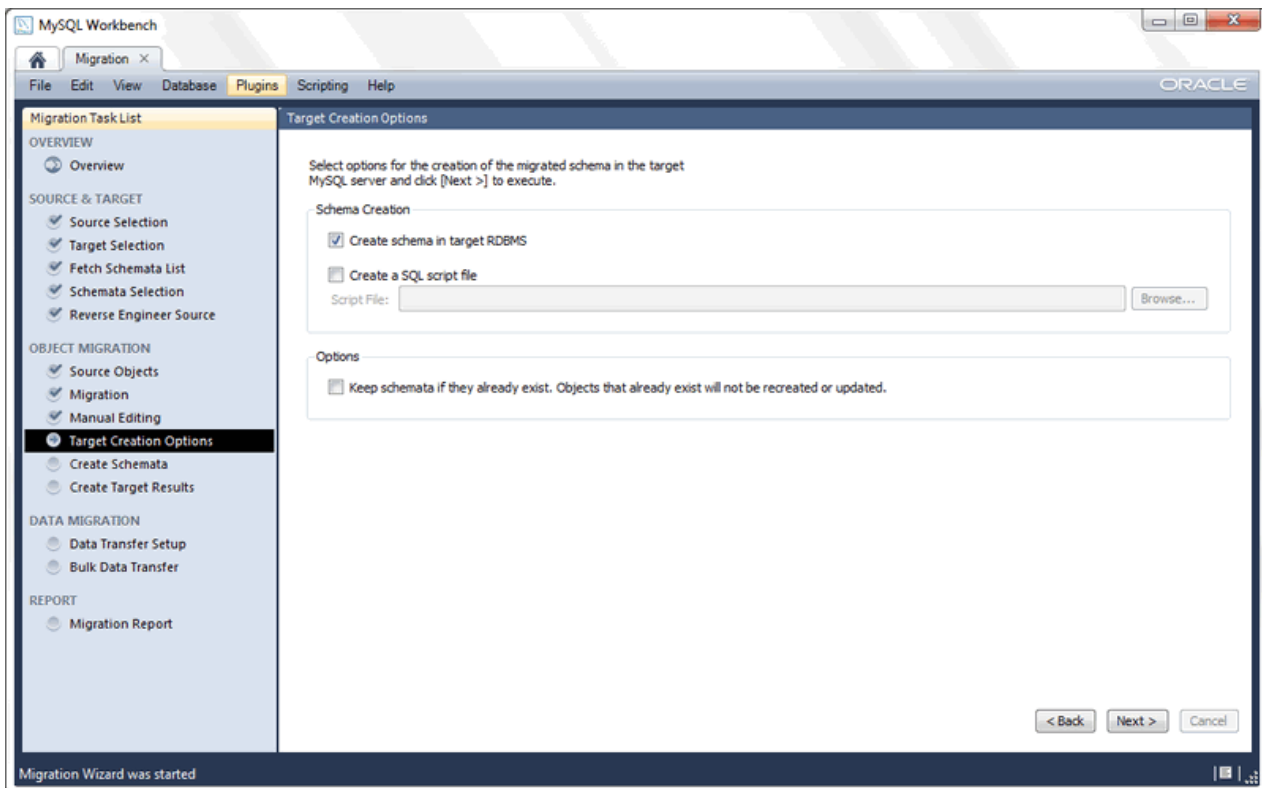 MySQL Workbench
Migration
File Edit View Database Plugins Scripting Help
ORACLE
Migration Task List
OVERVIEW
Overview
SOURCE & TARGET
Source Selection
Target Selection
Fetch Schemata List
Schemata Selection
Reverse Engineer Source
OBJECT MIGRATION
Source Objects
Migration
Manual Editing
Target Creation Options
Create Schemata
Create Target Results
DATA MIGRATION
Data Transfer Setup
Bulk Data Transfer
REPORT
Migration Report
Target Creation Options
Select options for the creation of the migrated schema in the target
MySQL server and click [Next >] to execute.
Schema Creation
Create schema in target RDBMS
Create a SQL script file
Script File:
Browse...
Options
Keep schemata if they already exist. Objects that already exist will not be recreated or updated.
< Back Next > Cancel
Migration Wizard was started